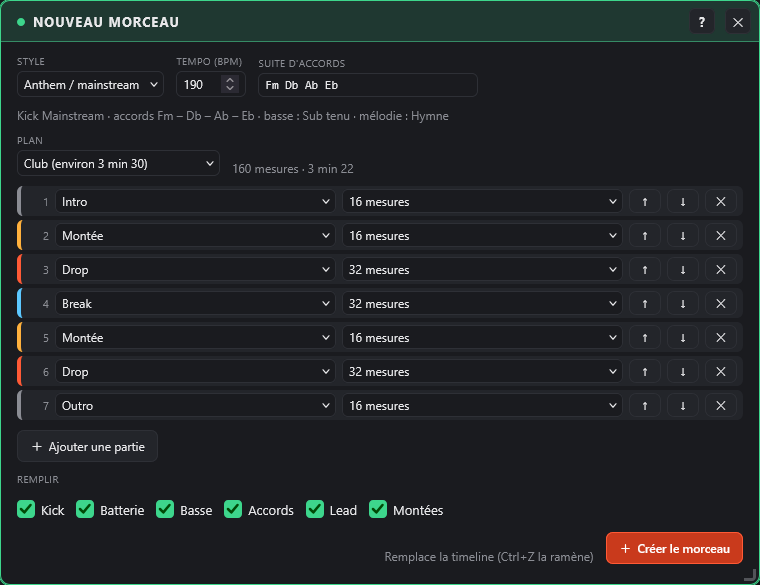 NOUVEAU MORCEAU ?
STYLE TEMPO (BPM) SUITE D'ACCORDS
Anthem / mainstream 190 Fm Db Ab Eb
Kick Mainstream · accords Fm – Db – Ab – Eb · basse : Sub tenu · mélodie : Hymne
PLAN
Club (environ 3 min 30) 160 mesures · 3 min 22
1 Intro 16 mesures ↑ ↓
2 Montée 16 mesures ↑ ↓
3 Drop 32 mesures ↑ ↓
4 Break 32 mesures ↑ ↓
5 Montée 16 mesures ↑ ↓
6 Drop 32 mesures ↑ ↓
7 Outro 16 mesures ↑ ↓
+ Ajouter une partie
REMPLIR
Kick Batterie Basse Accords Lead Montées
Remplace la timeline (Ctrl+Z la ramène) + Créer le morceau